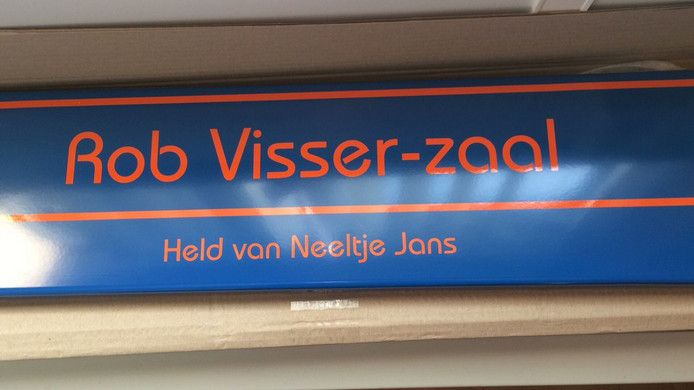 Rob Visser-zaal
Held van Neeltje Jans